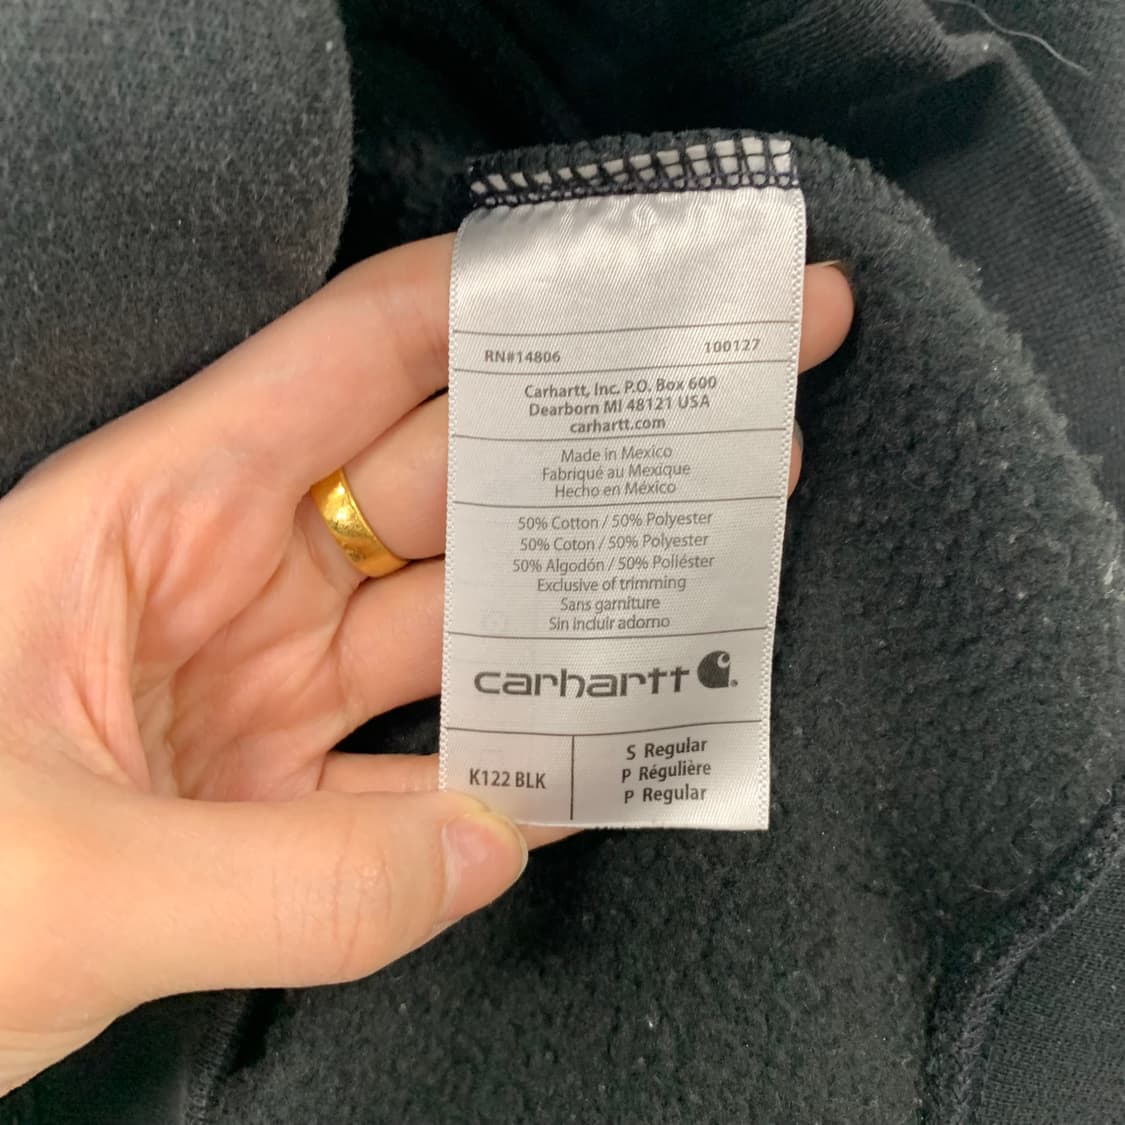 RN#14806 100127
Carhartt, Inc. P.O. Box 600
Dearborn MI 48121 USA
carhartt.com
Made in Mexico
Fabriqué au Mexique
Hecho en México
50% Cotton / 50% Polyester
50% Coton / 50% Polyester
50% Algodón / 50% Poliéster
Exclusive of trimming
Sans garniture
Sin incluir adorno
carhartt
K122 BLK
S Regular
P Régulière
P Regular